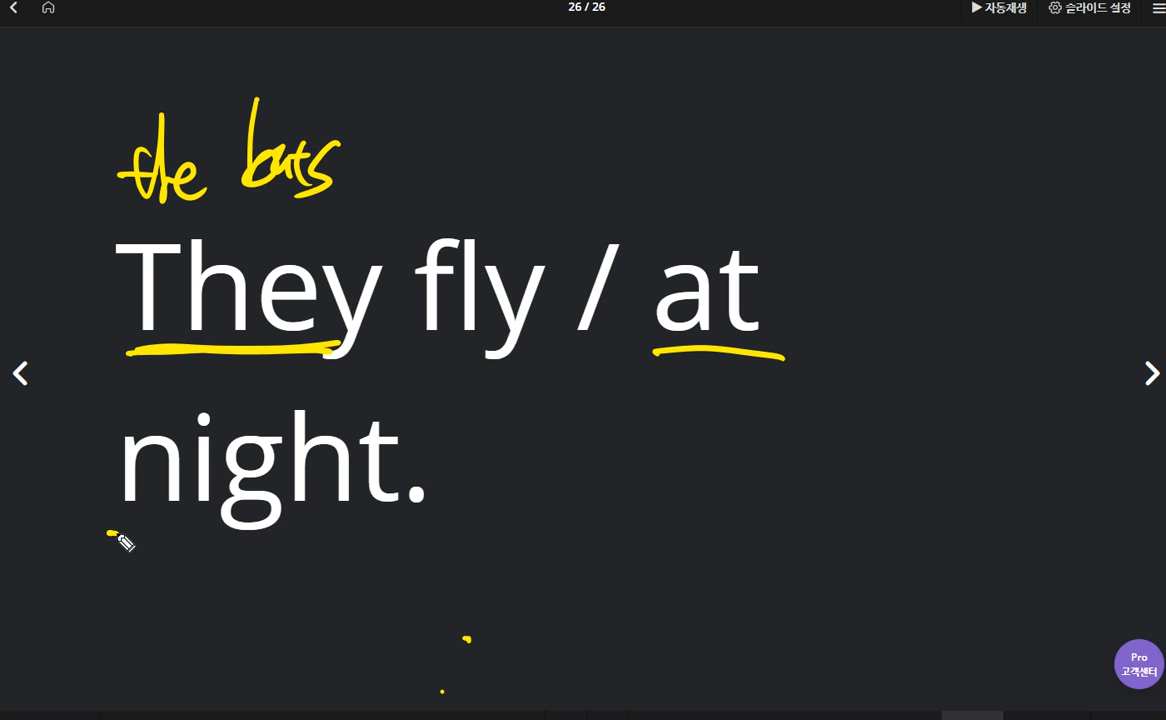 26 / 26
▶ 자동재생 슬라이드 설정
the bats
They fly / at
night.
Pro
고객센터